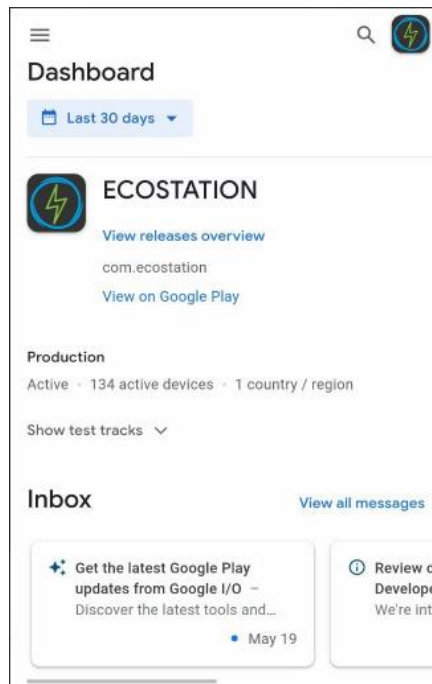 Dashboard
Last 30 days
ECOSTATION
View releases overview
com.ecostation
View on Google Play
Production
Active • 134 active devices • 1 country / region
Show test tracks
Inbox
View all messages
Get the latest Google Play
updates from Google I/O –
Discover the latest tools and...
• May 19
Review
We're